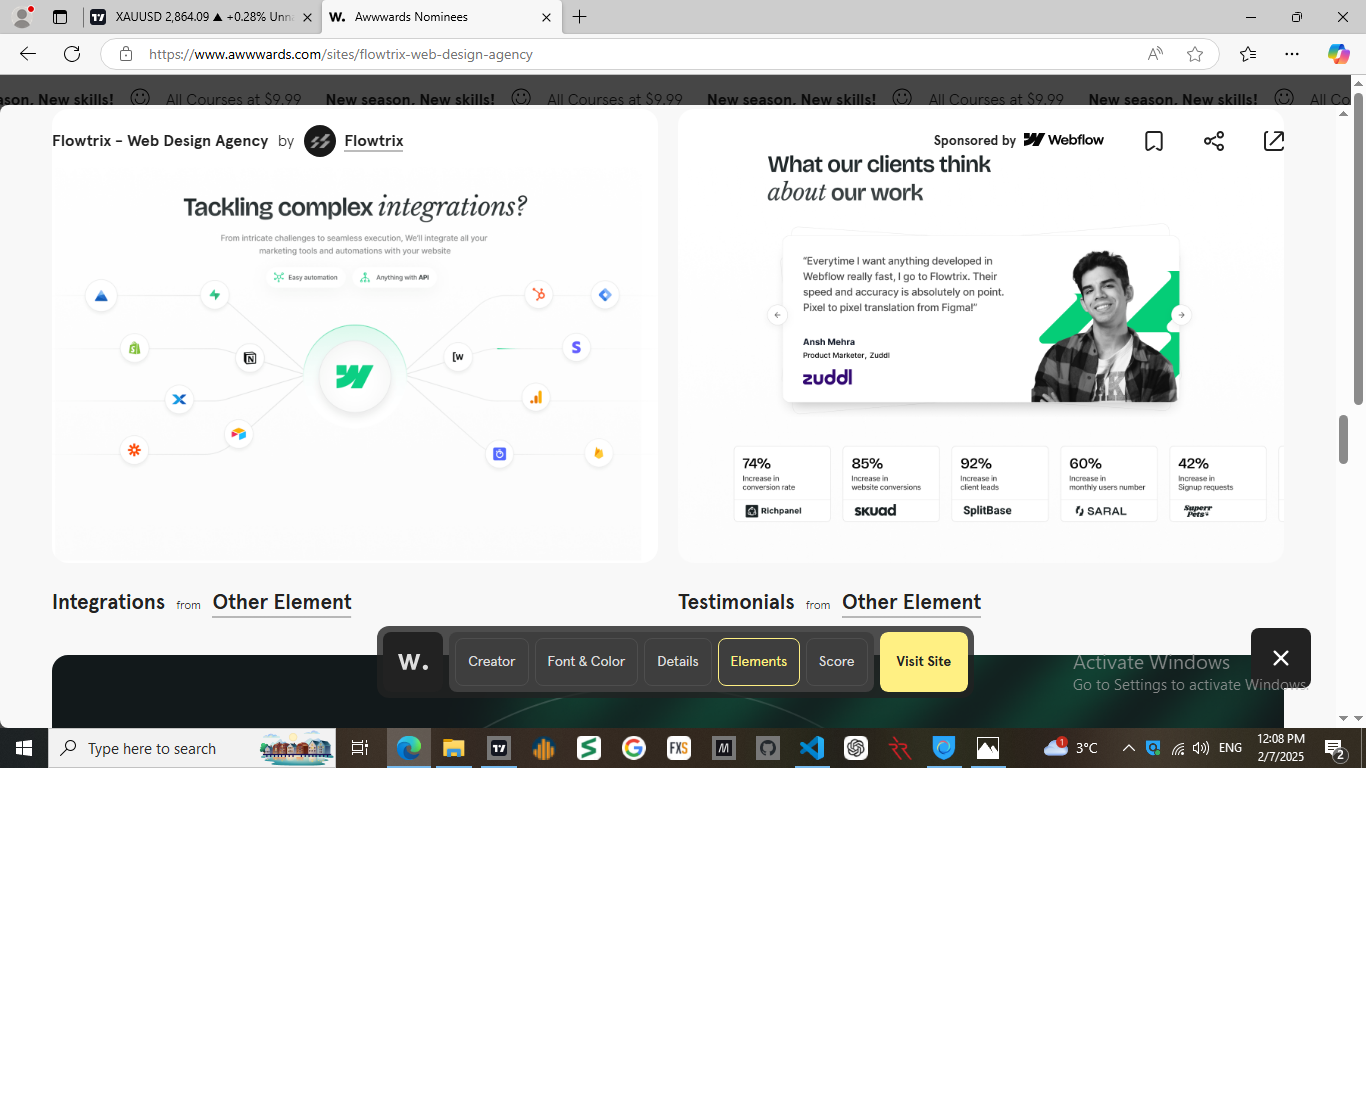 XAUUSD 2,864.09 ▲ +0.28% Unn
W. Awwwards Nominees
https://www.awwwards.com/sites/flowtrix-web-design-agency
ason. New skills! All Courses at $9.99 New season. New skills! All Courses at $9.99 New season. New skills! All Courses at $9.99 New season. New skills! All Co
Flowtrix - Web Design Agency by Flowtrix
Sponsored by Webflow
Tackling complex integrations?
From intricate challenges to seamless execution, We'll integrate all your
marketing tools and automations with your website
Easy automation
Anything with API
[w
What our clients think
about our work
"Everytime I want anything developed in
Webflow really fast, I go to Flowtrix. Their
speed and accuracy is absolutely on point.
Pixel to pixel translation from Figma!"
Ansh Mehra
Product Marketer, Zuddl
zuddl
74%
Increase in
conversion rate
Richpanel
85%
Increase in
website conversions
SKUAD
92%
Increase in
client leads
SplitBase
60%
Increase in
monthly users number
SARAL
42%
Increase in
Signup requests
Superr
Pets+
Integrations from Other Element
Testimonials from Other Element
W.
Creator
Font & Color
Details
Elements
Score
Visit Site
Activate Windows
Go to Settings to activate Windows.
Type here to search
FXS
1
3°C
ENG
12:08 PM
2/7/2025
2